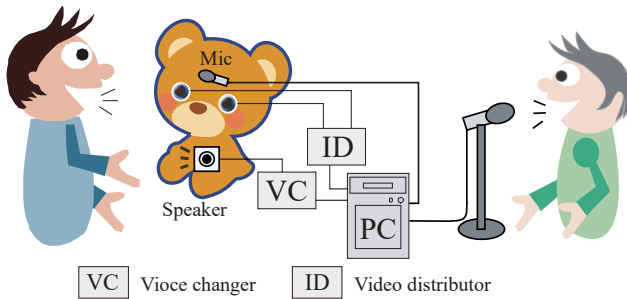 Mic
ID
VC
Speaker
PC
VC Vioce changer
ID Video distributor